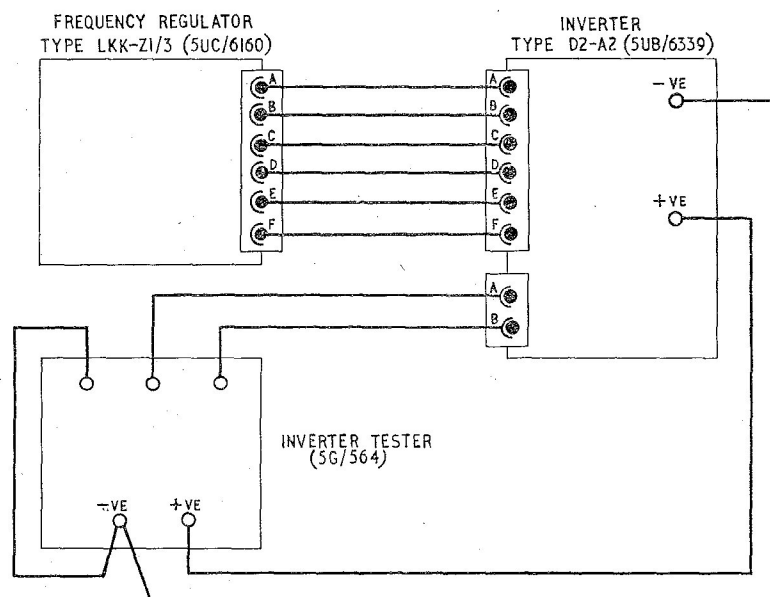 FREQUENCY REGULATOR
TYPE LKK-Z1/3 (5UC/6160)
INVERTER
TYPE D2-A2 (5UB/6339)
A
B
C
D
E
F
A
B
C
D
E
F
- VE
+ VE
A
B
INVERTER TESTER
(5G/564)
-VE
+VE